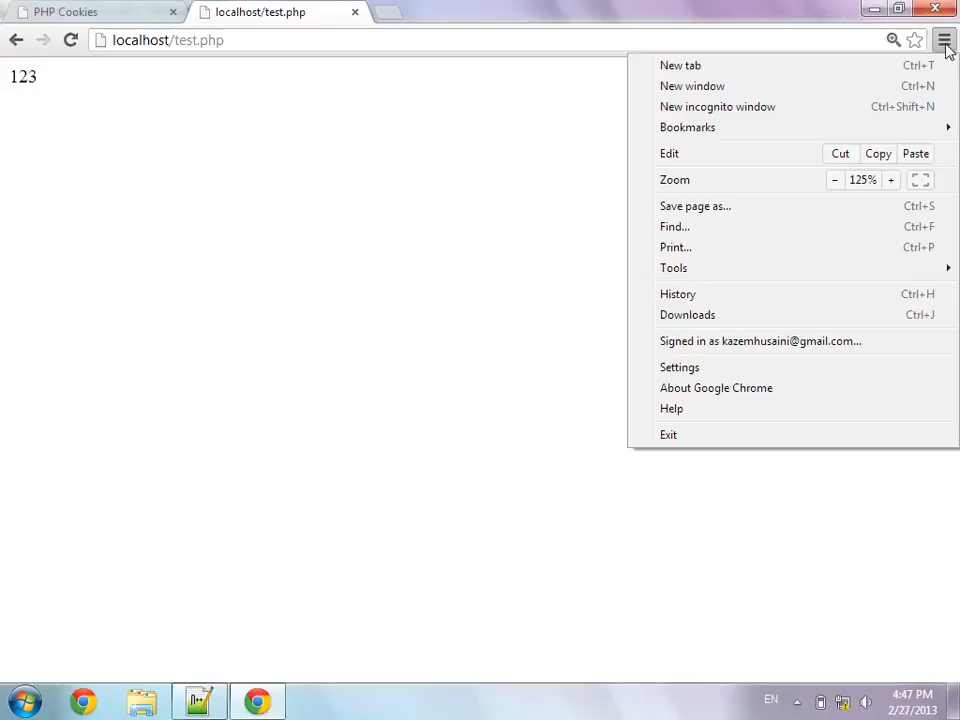 PHP Cookies
localhost/test.php
localhost/test.php
123
New tab Ctrl+T
New window Ctrl+N
New incognito window Ctrl+Shift+N
Bookmarks
Edit Cut Copy Paste
Zoom − 125% +
Save page as... Ctrl+S
Find... Ctrl+F
Print... Ctrl+P
Tools
History Ctrl+H
Downloads Ctrl+J
Signed in as kazemhusaini@gmail.com...
Settings
About Google Chrome
Help
Exit
EN
4:47 PM
2/27/2013